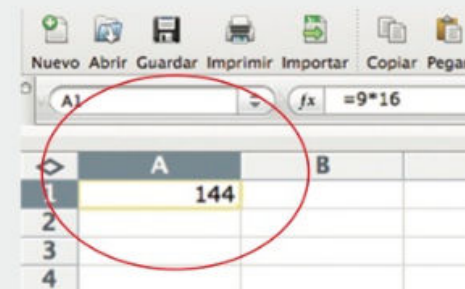 Nuevo Abrir Guardar Imprimir Importar Copiar Pegar
A1 fx =9*16
A B
1 144
2
3
4